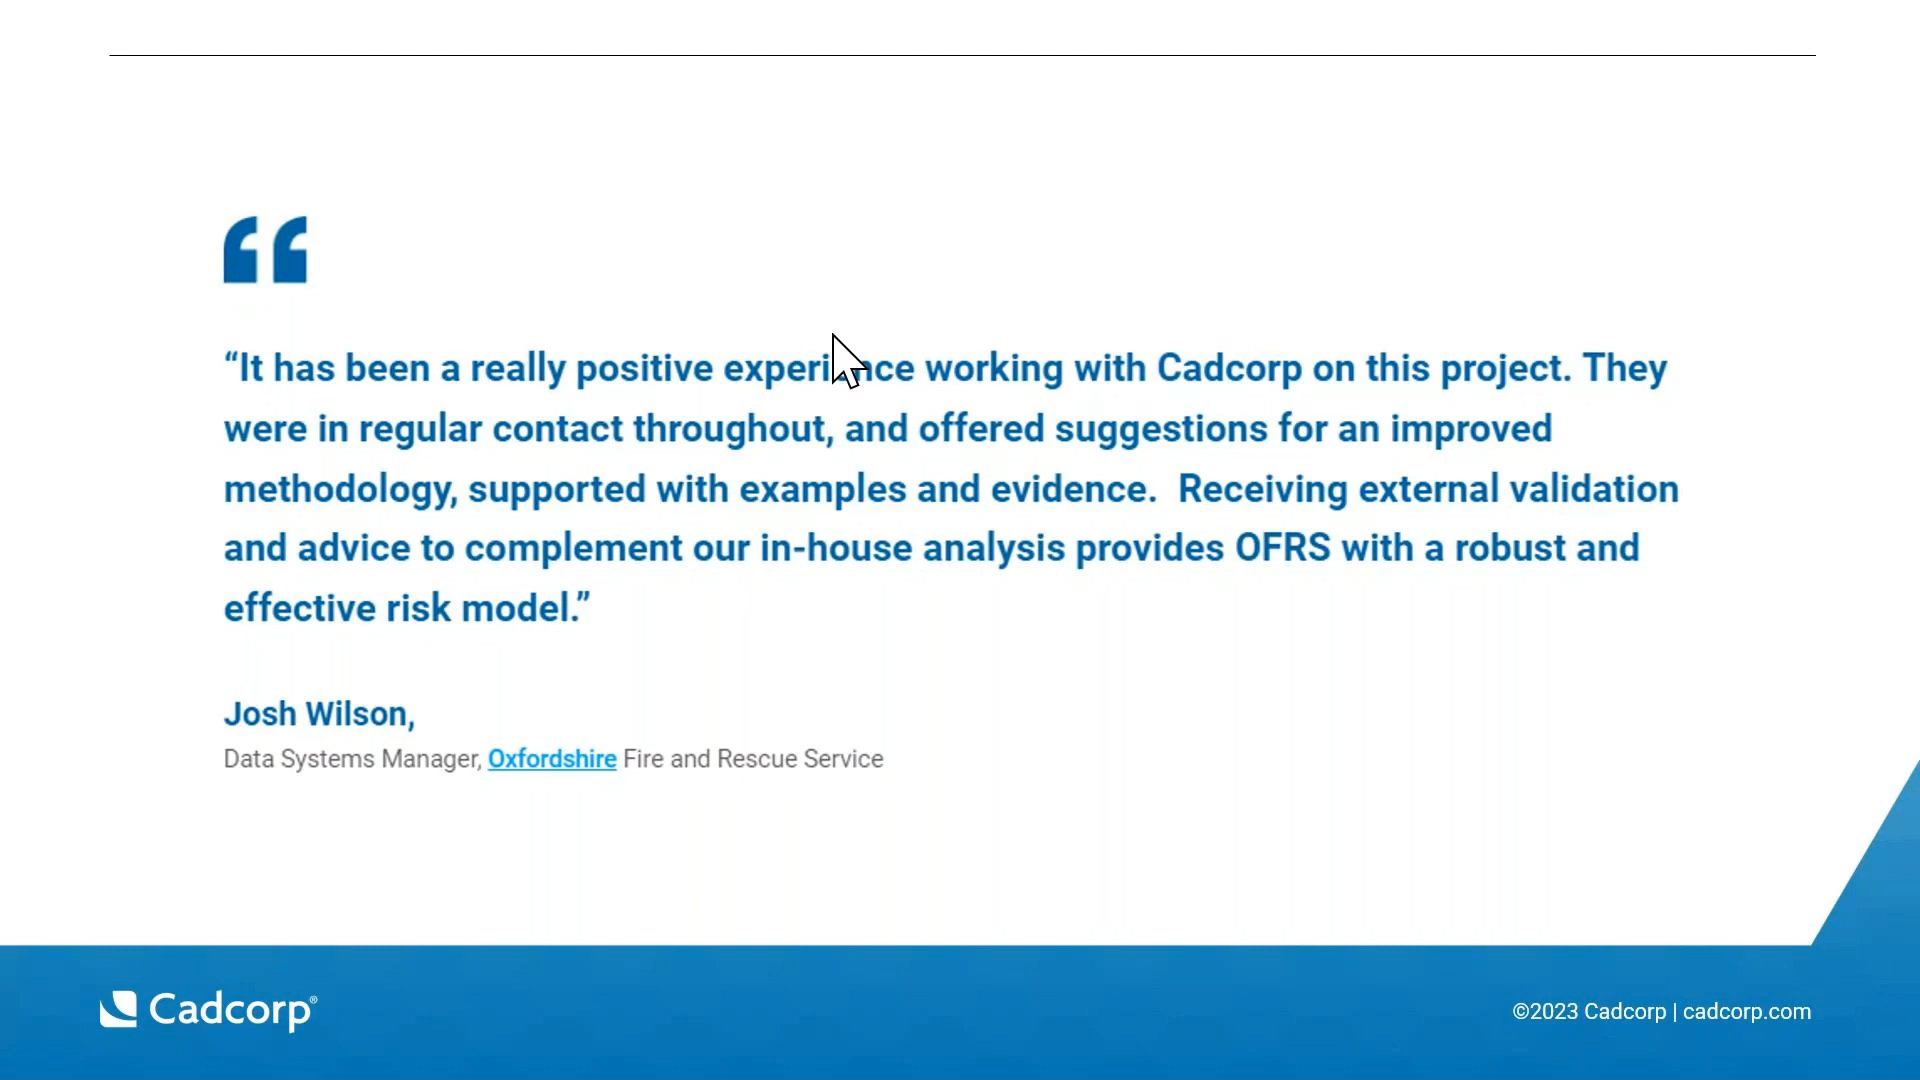 “It has been a really positive experience working with Cadcorp on this project. They
were in regular contact throughout, and offered suggestions for an improved
methodology, supported with examples and evidence.  Receiving external validation
and advice to complement our in-house analysis provides OFRS with a robust and
effective risk model.”
Josh Wilson,
Data Systems Manager, Oxfordshire Fire and Rescue Service
Cadcorp®
©2023 Cadcorp | cadcorp.com